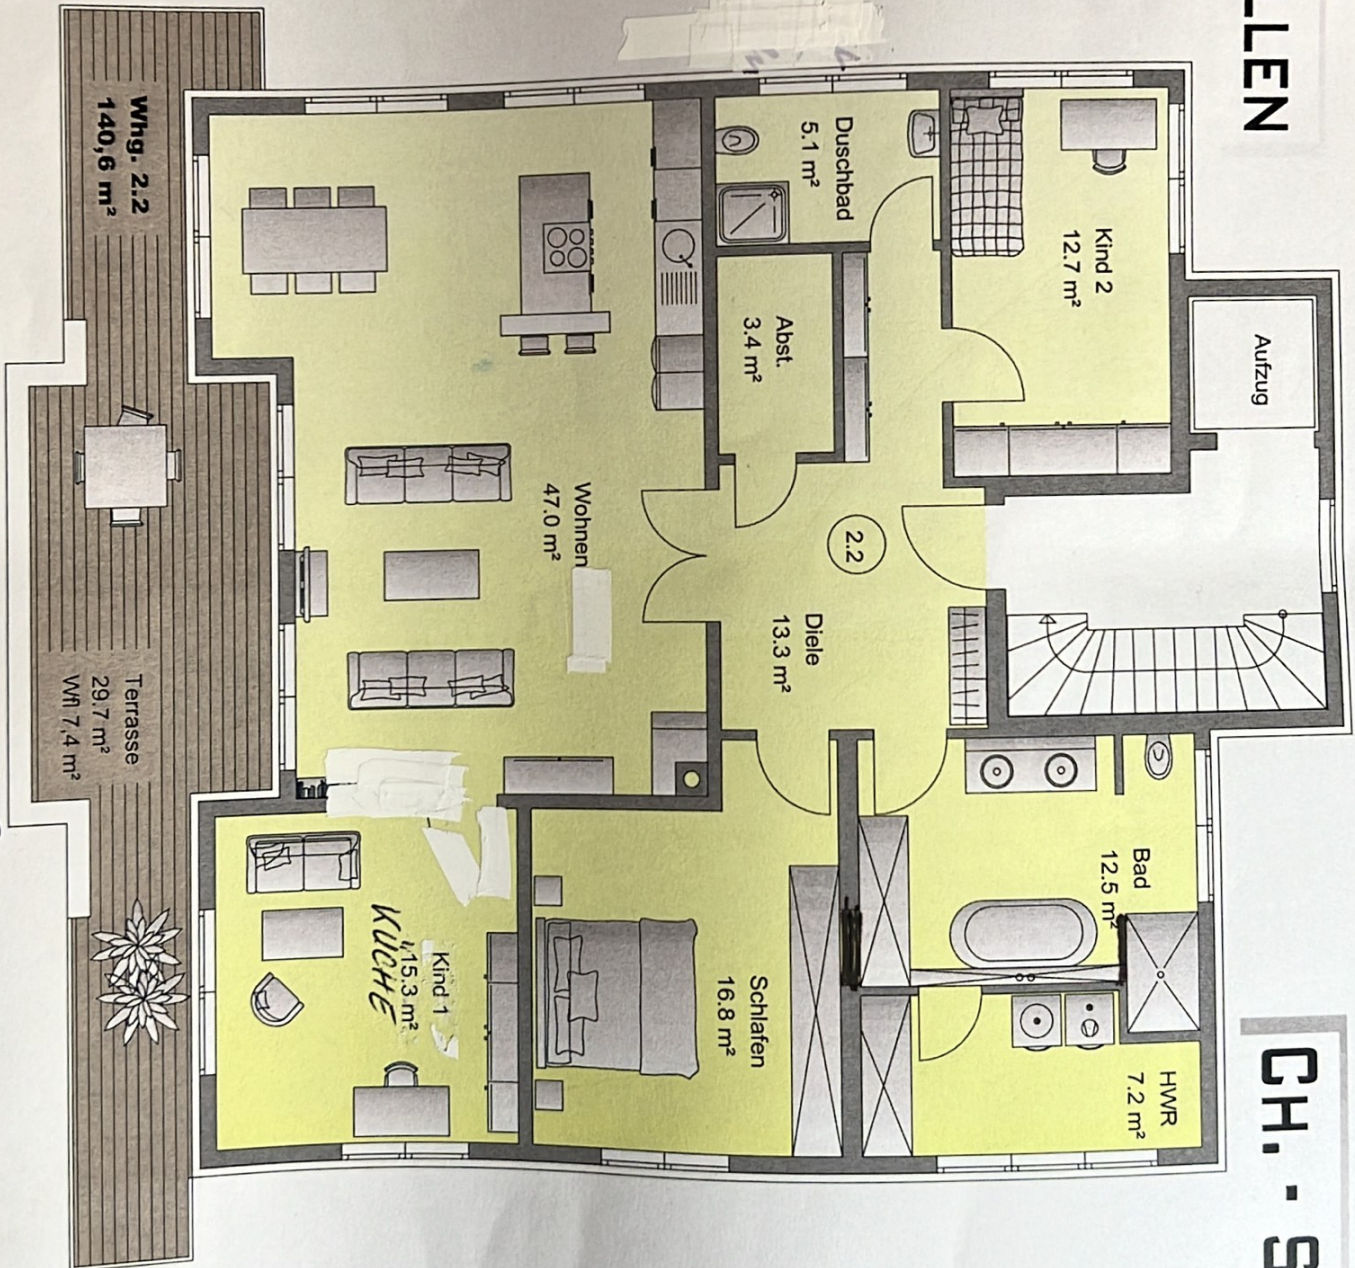 LLEN
CH. - S
Aufzug
Kind 2
12.7 m²
Bad
12.5 m²
HWR
7.2 m²
Duschbad
5.1 m²
2.2
Diele
13.3 m²
Abst.
3.4 m²
Schlafen
16.8 m²
Wohnen
47.0 m²
Kind 1
15.3 m²
KÜCHE
Whg. 2.2
140,6 m²
Terrasse
29.7 m²
Wfl 7,4 m²